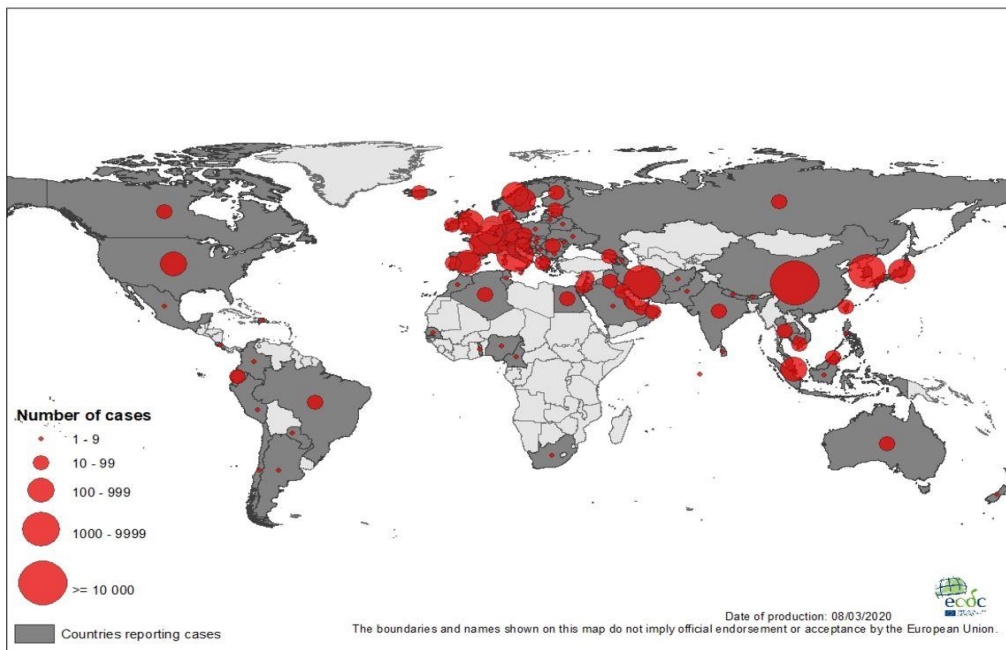 Number of cases
1 - 9
10 - 99
100 - 999
1000 - 9999
>= 10 000
Countries reporting cases
ecdc
Date of production: 08/03/2020
The boundaries and names shown on this map do not imply official endorsement or acceptance by the European Union.